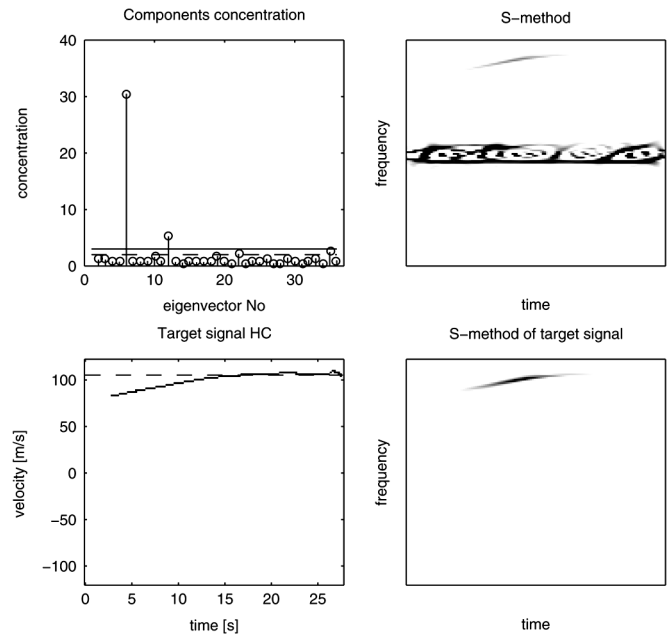 Components concentration
40
30
20
10
0
concentration
0
10
20
30
eigenvector No
S−method
frequency
time
Target signal HC
100
50
0
−50
−100
velocity [m/s]
0
5
10
15
20
25
time [s]
S−method of target signal
frequency
time